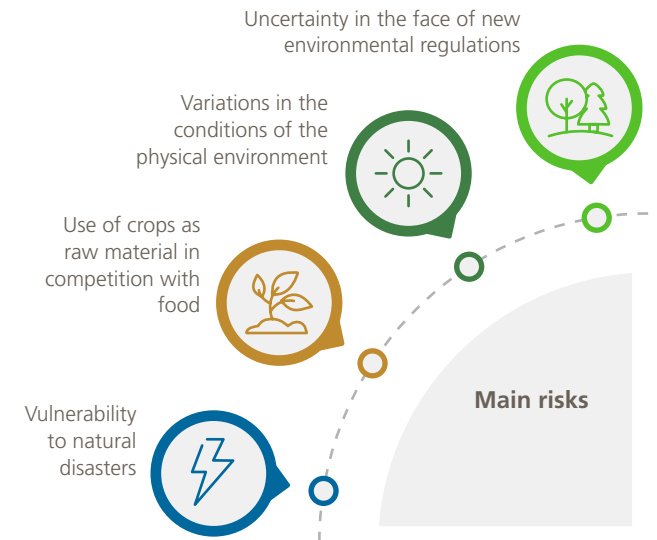 Uncertainty in the face of new
environmental regulations
Variations in the
conditions of the
physical environment
Use of crops as
raw material in
competition with
food
Main risks
Vulnerability
to natural
disasters